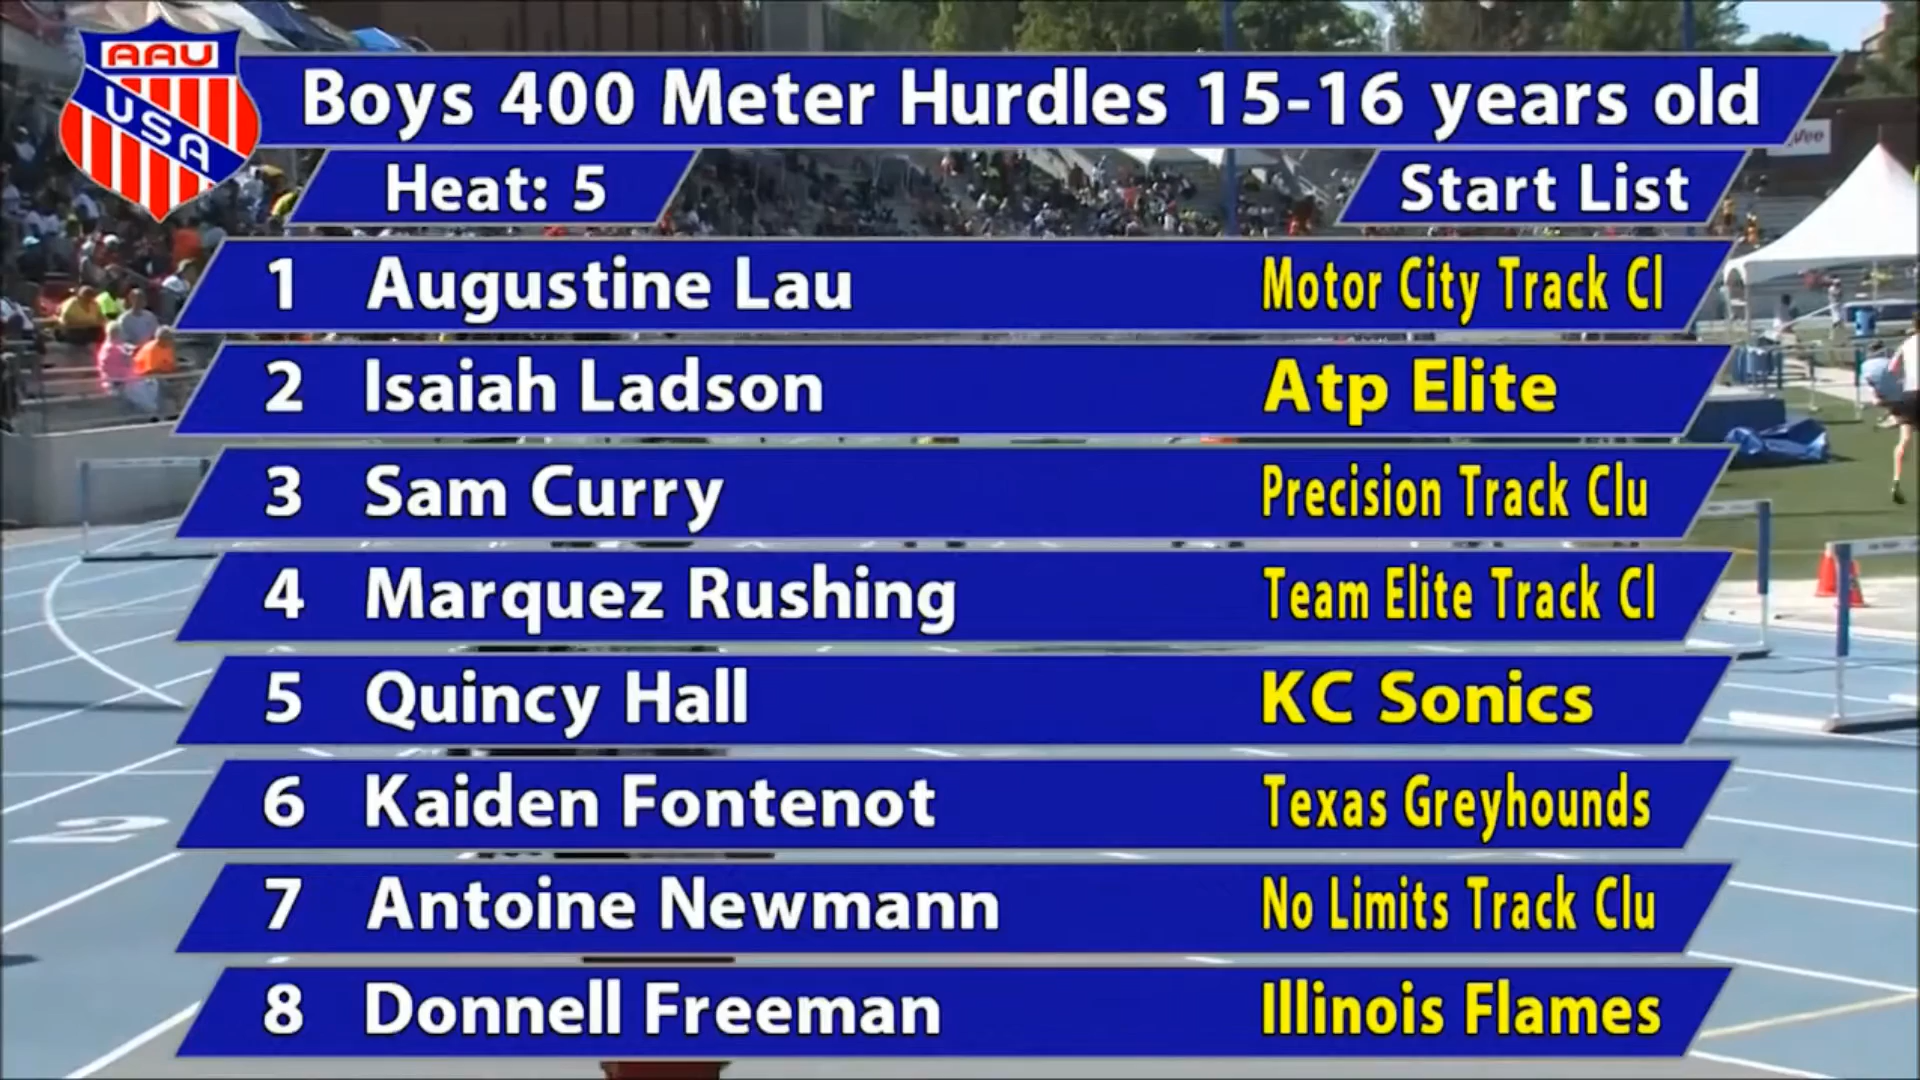 AAU
USA
Boys 400 Meter Hurdles 15-16 years old
Heat: 5
Start List
1 Augustine Lau Motor City Track Cl
2 Isaiah Ladson Atp Elite
3 Sam Curry Precision Track Clu
4 Marquez Rushing Team Elite Track Cl
5 Quincy Hall KC Sonics
6 Kaiden Fontenot Texas Greyhounds
7 Antoine Newmann No Limits Track Clu
8 Donnell Freeman Illinois Flames
2